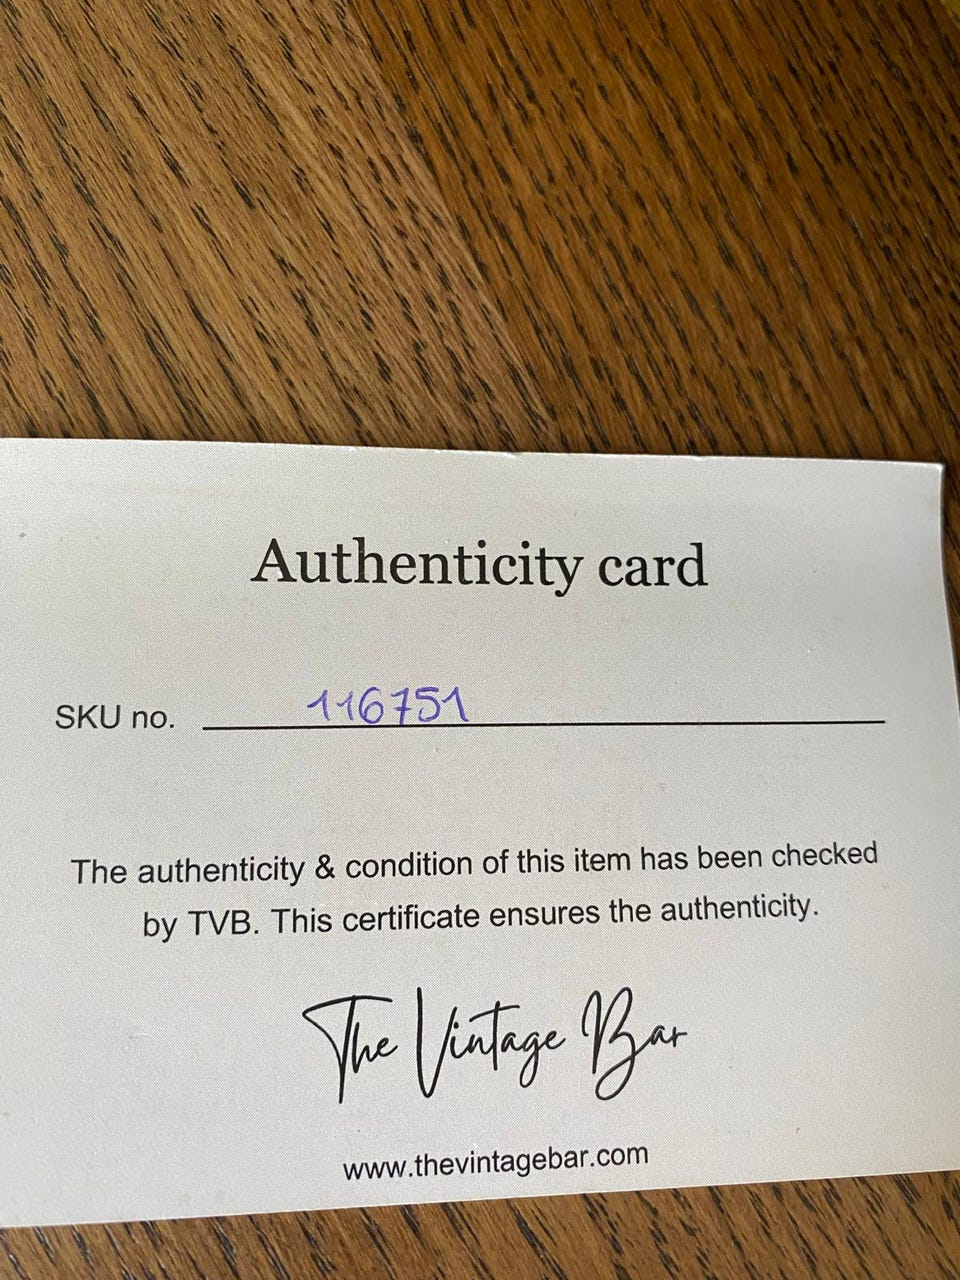 Authenticity card
SKU no. 116751
The authenticity & condition of this item has been checked
by TVB. This certificate ensures the authenticity.
The Vintage Bar
www.thevintagebar.com